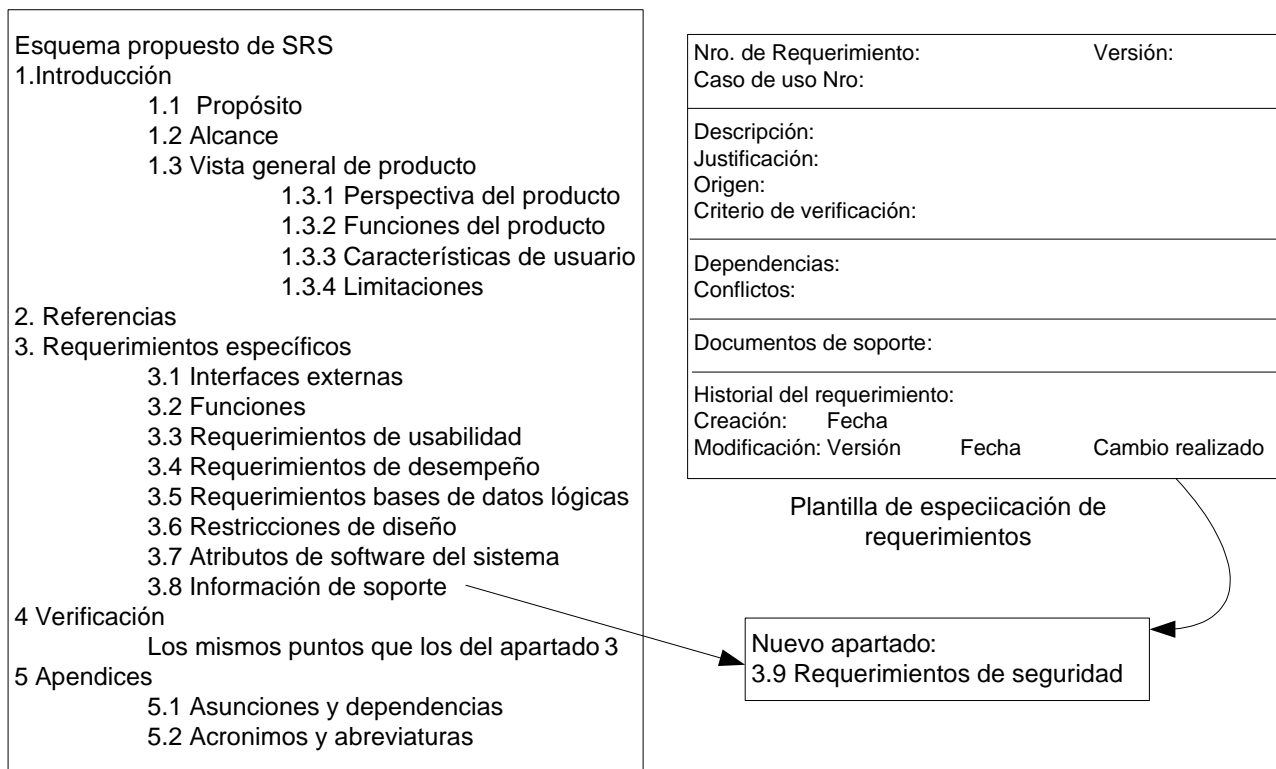 Esquema propuesto de SRS
1.Introducción
1.1 Propósito
1.2 Alcance
1.3 Vista general de producto
1.3.1 Perspectiva del producto
1.3.2 Funciones del producto
1.3.3 Características de usuario
1.3.4 Limitaciones
2. Referencias
3. Requerimientos específicos
3.1 Interfaces externas
3.2 Funciones
3.3 Requerimientos de usabilidad
3.4 Requerimientos de desempeño
3.5 Requerimientos bases de datos lógicas
3.6 Restricciones de diseño
3.7 Atributos de software del sistema
3.8 Información de soporte
4 Verificación
Los mismos puntos que los del apartado 3
5 Apendices
5.1 Asunciones y dependencias
5.2 Acronimos y abreviaturas
Nro. de Requerimiento: Versión:
Caso de uso Nro:
Descripción:
Justificación:
Origen:
Criterio de verificación:
Dependencias:
Conflictos:
Documentos de soporte:
Historial del requerimiento:
Creación: Fecha
Modificación: Versión Fecha Cambio realizado
Plantilla de especiicación de
requerimientos
Nuevo apartado:
3.9 Requerimientos de seguridad